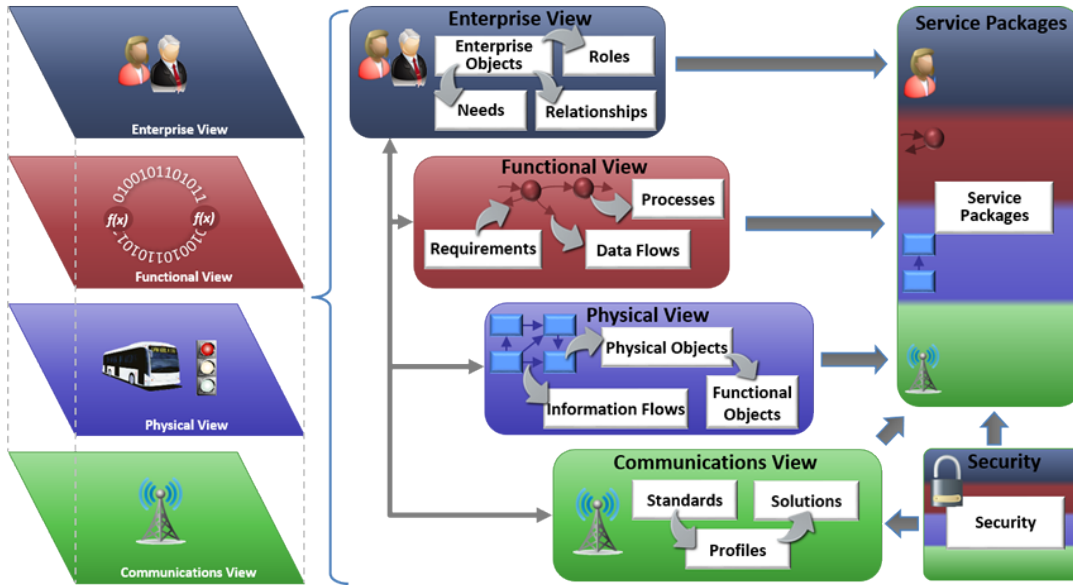 Enterprise View
0100101101011
f(x)
f(x)
Functional View
Physical View
Communications View
Enterprise View
Enterprise
Objects
Roles
Needs
Relationships
Functional View
Processes
Requirements
Data Flows
Physical View
Physical Objects
Information Flows
Functional
Objects
Communications View
Standards
Solutions
Profiles
Service Packages
Service
Packages
Security
Security